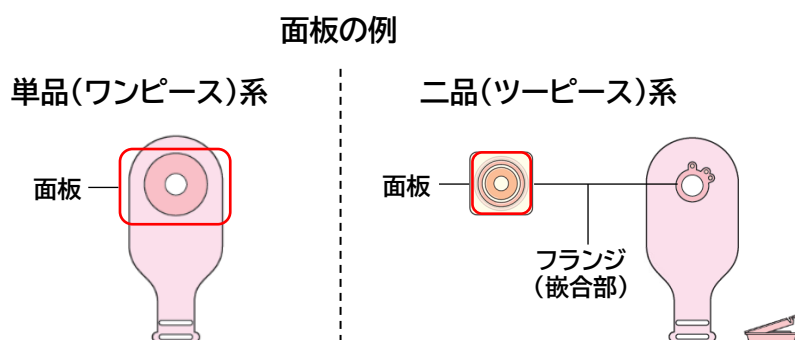 面板の例
単品(ワンピース)系
二品(ツーピース)系
面板
面板
フランジ
(嵌合部)